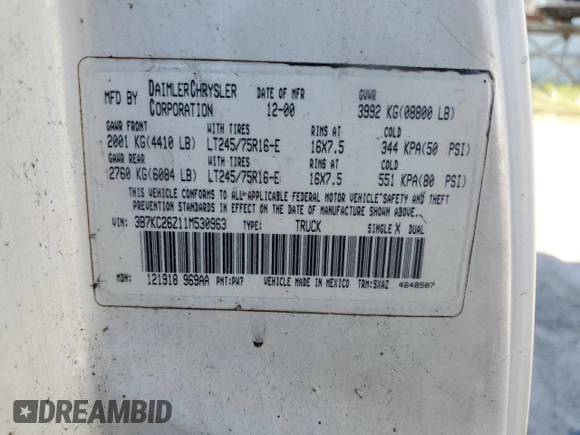 MFD BY DAIMLERCHRYSLER CORPORATION DATE OF MFR 12-00 GVWR 3992 KG(08800 LB)
GAWR FRONT WITH TIRES RIMS AT COLD
2001 KG(4410 LB) LT245/75R16-E 16X7.5 344 KPA(50 PSI)
GAWR REAR WITH TIRES RIMS AT COLD
2760 KG(6084 LB) LT245/75R16-E 16X7.5 551 KPA(80 PSI)
THIS VEHICLE CONFORMS TO ALL APPLICABLE FEDERAL MOTOR VEHICLE SAFETY AND THEFT
PREVENTION STANDARDS IN EFFECT ON THE DATE OF MANUFACTURE SHOWN ABOVE.
VIN: 3B7KC26Z11M530963 TYPE: TRUCK SINGLE X DUAL
MDH: 121918 969AA PNT:PW7 VEHICLE MADE IN MEXICO TRM:SXAZ 4648507
DREAMBID